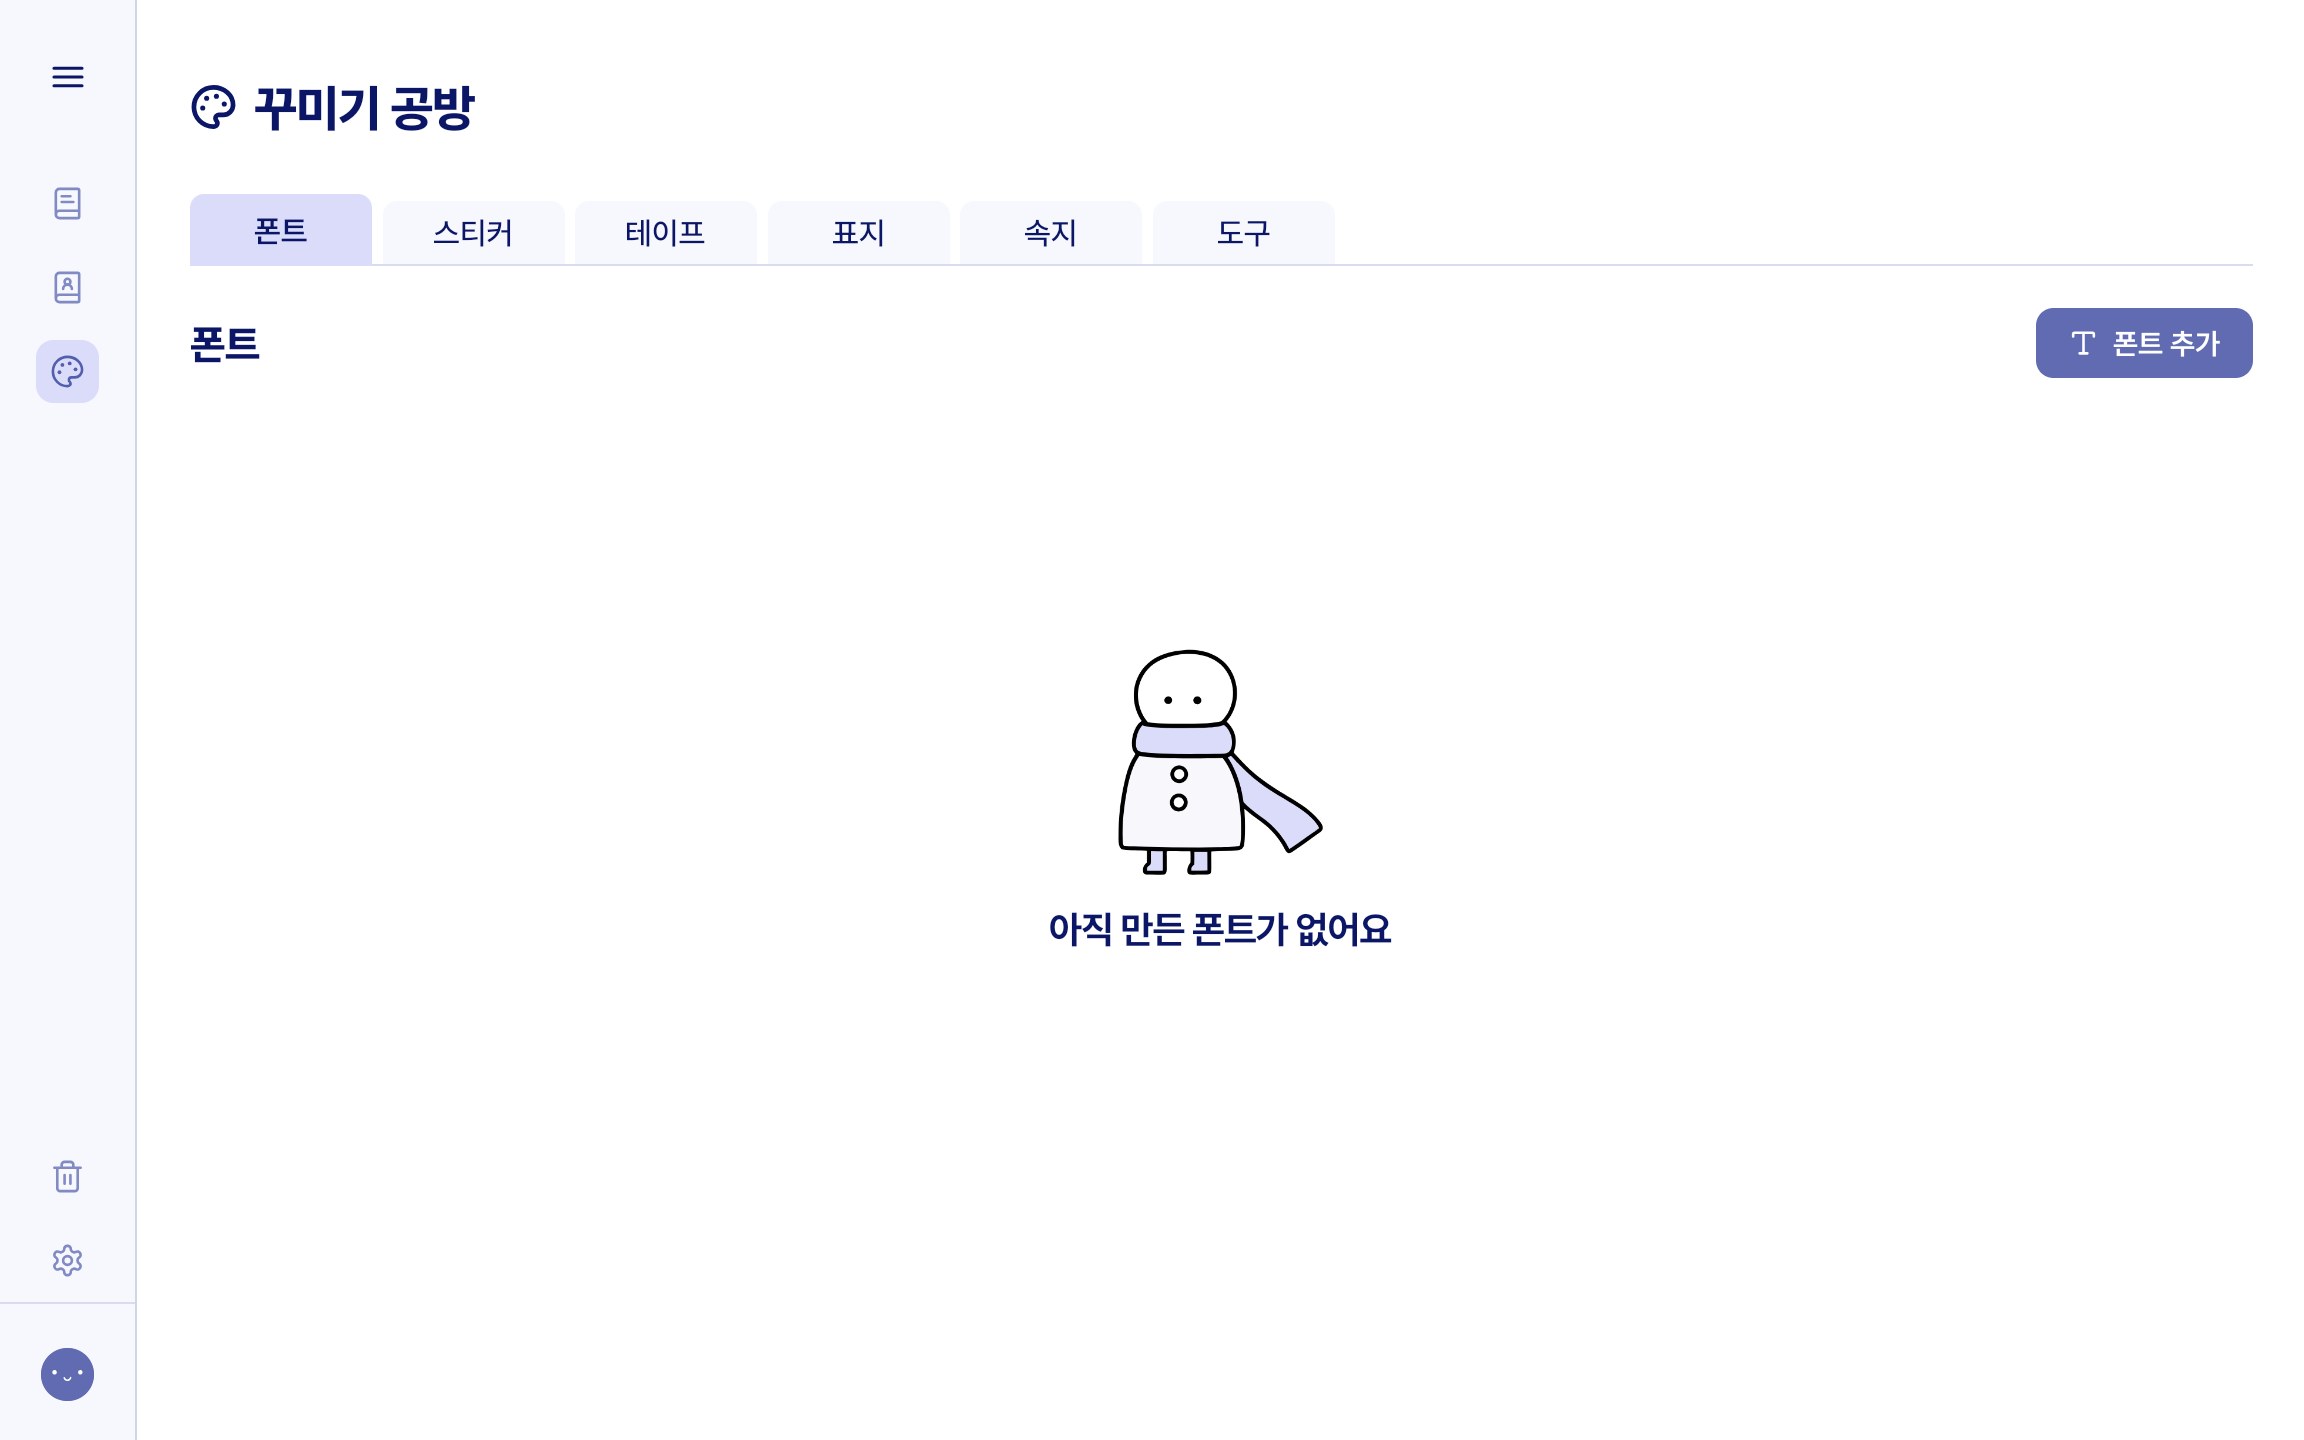 꾸미기 공방
폰트
스티커
테이프
표지
속지
도구
폰트
폰트 추가
아직 만든 폰트가 없어요